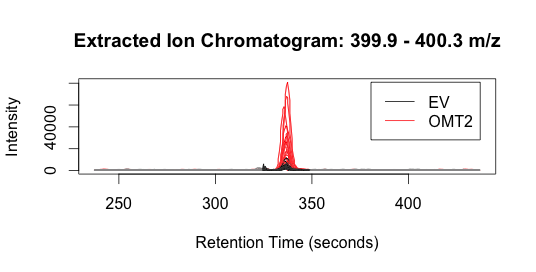 Extracted Ion Chromatogram: 399.9 - 400.3 m/z
Intensity
0 40000
EV
OMT2
250 300 350 400
Retention Time (seconds)